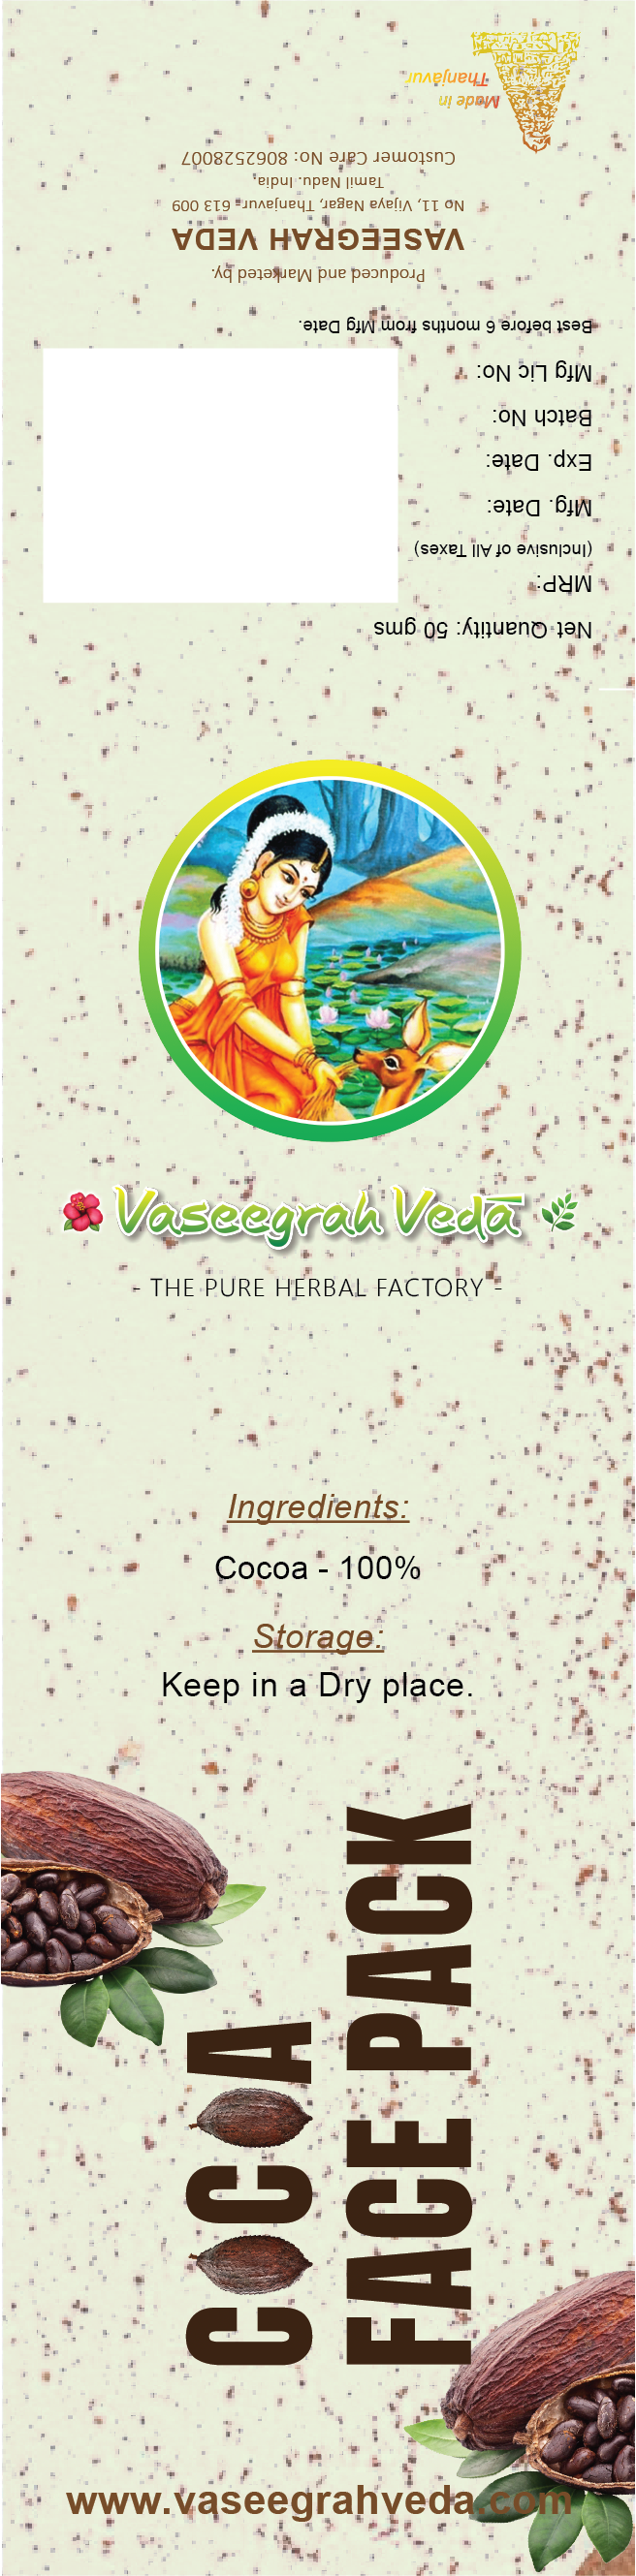 Net Quantity: 50 gms
MRP:
(Inclusive of All Taxes)
Mfg. Date:
Exp. Date:
Batch No:
Mfg Lic No:
Best before 6 months from Mfg Date.
Produced and Marketed by.
VASEEGRAH VEDA
No 11, Vijaya Nagar, Thanjavur- 613 009
Tamil Nadu. India,
Customer Care No: 8062528007
Made in
Thanjavur
Vaseegrah Veda
- THE PURE HERBAL FACTORY -
Ingredients:
Cocoa - 100%
Storage:
Keep in a Dry place.
COCOA
FACE PACK
www.vaseegrahveda.com